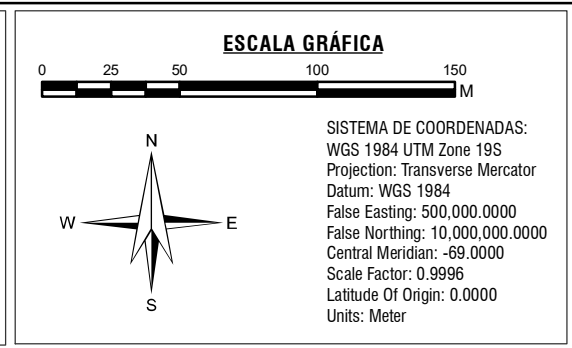 ESCALA GRÁFICA
0 25 50 100 150
M
N
W E
S
SISTEMA DE COORDENADAS:
WGS 1984 UTM Zone 19S
Projection: Transverse Mercator
Datum: WGS 1984
False Easting: 500,000.0000
False Northing: 10,000,000.0000
Central Meridian: -69.0000
Scale Factor: 0.9996
Latitude Of Origin: 0.0000
Units: Meter